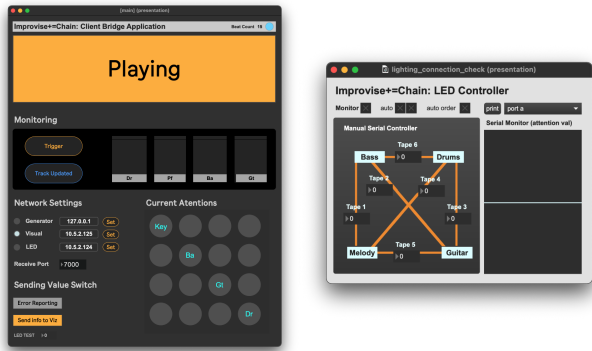 [main] (presentation)
Improvise+=Chain: Client Bridge Application
Beat Count 16
Playing
Monitoring
Trigger
Track Updated
Dr
Pf
Ba
Gt
Network Settings
Generator 127.0.0.1 Set
Visual 10.5.2.125 Set
LED 10.5.2.124 Set
Receive Port 7000
Sending Value Switch
Error Reporting
Send info to Viz
LED TEST 0
Current Atentions
Key
Ba
Gt
Dr
lighting_connection_check (presentation)
Improvise+=Chain: LED Controller
Monitor auto auto order print port a
Manual Serial Controller
Serial Monitor (attention val)
Tape 6
Bass 0 Drums
Tape 2 Tape 4
0 0
Tape 1 Tape 3
0 0
Tape 5
Melody 0 Guitar